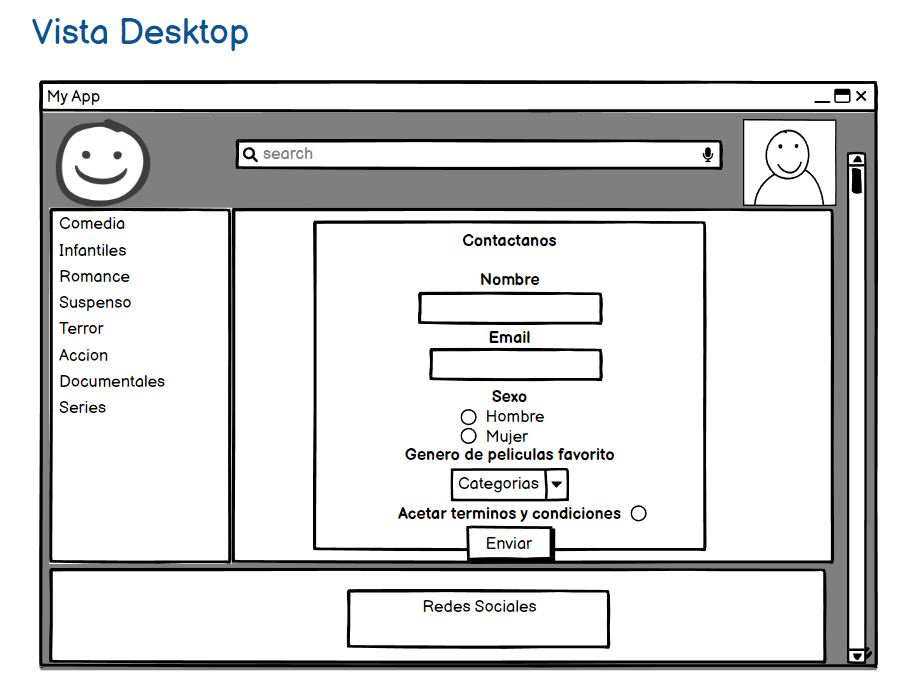 Vista Desktop
My App
search
Comedia
Infantiles
Romance
Suspenso
Terror
Accion
Documentales
Series
Contactanos
Nombre
Email
Sexo
Hombre
Mujer
Genero de peliculas favorito
Categorias
Acetar terminos y condiciones
Enviar
Redes Sociales